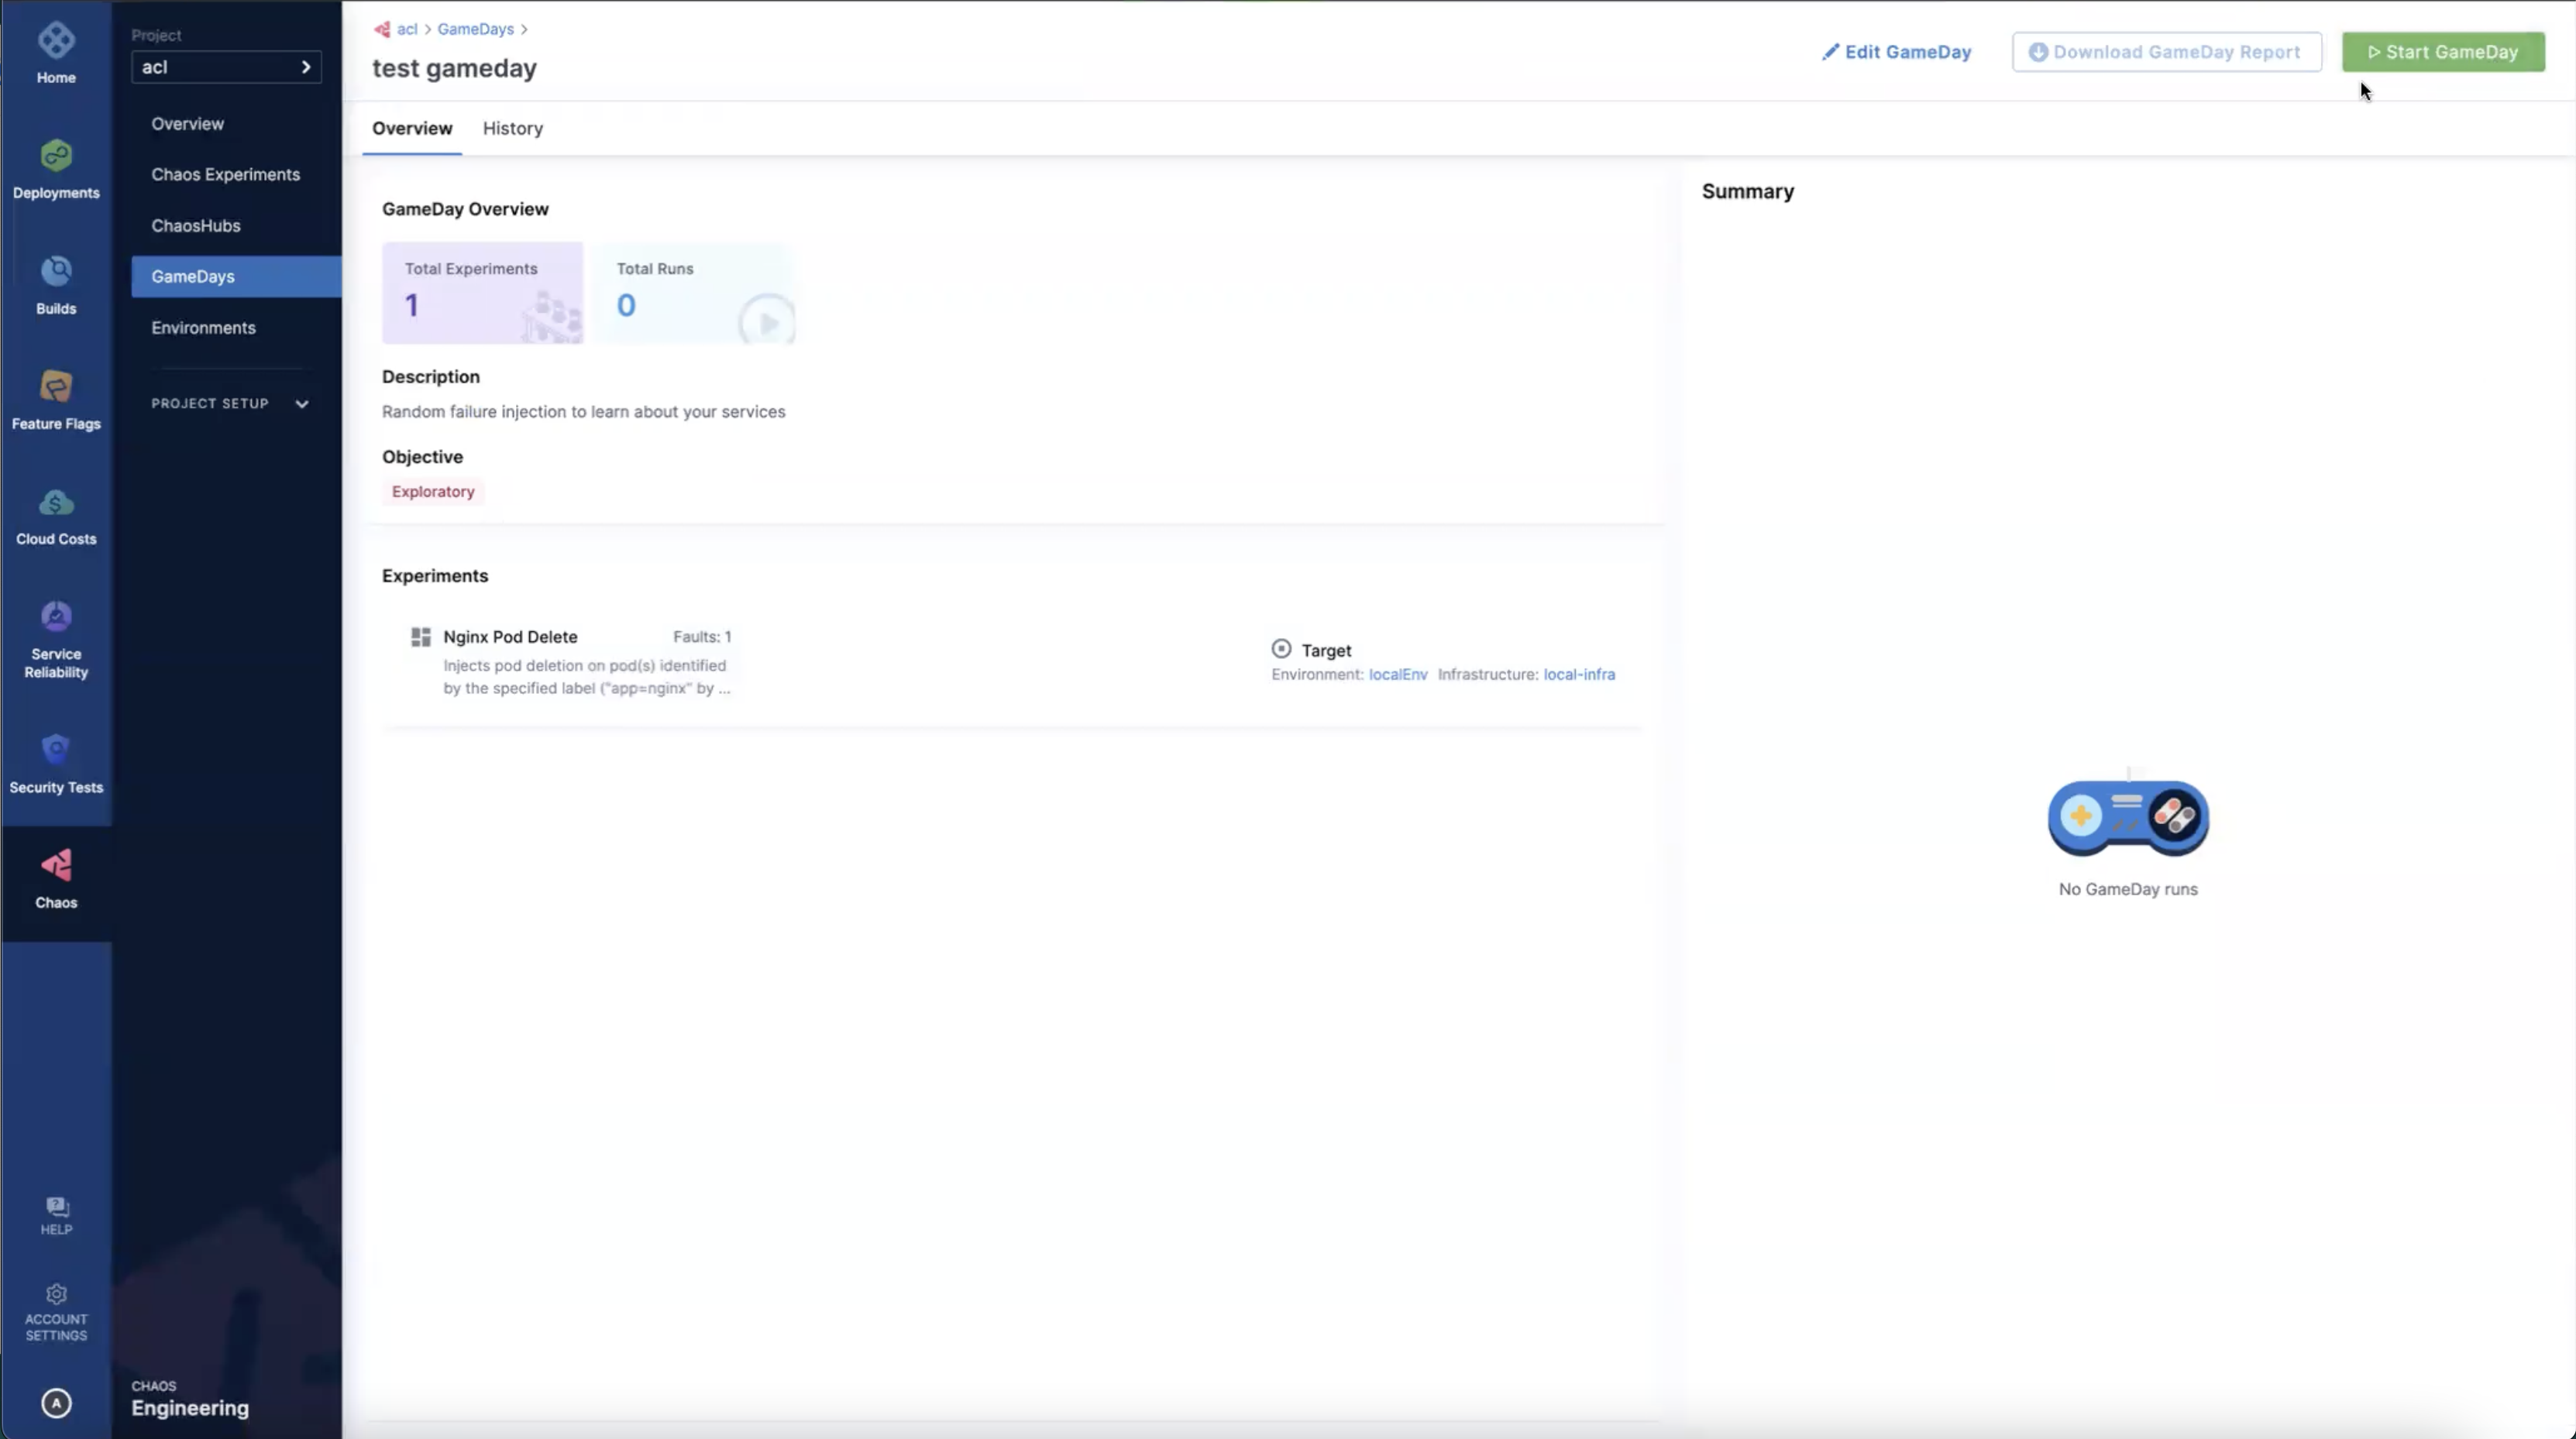 Home
Deployments
Builds
Feature Flags
Cloud Costs
Service
Reliability
Security Tests
Chaos
HELP
ACCOUNT
SETTINGS
A
Project
acl
Overview
Chaos Experiments
ChaosHubs
GameDays
Environments
PROJECT SETUP
CHAOS
Engineering
acl > GameDays >
test gameday
Edit GameDay
Download GameDay Report
Start GameDay
Overview
History
GameDay Overview
Total Experiments
1
Total Runs
0
Description
Random failure injection to learn about your services
Objective
Exploratory
Experiments
Nginx Pod Delete
Faults: 1
Injects pod deletion on pod(s) identified
by the specified label ("app=nginx" by ...
Target
Environment: localEnv Infrastructure: local-infra
Summary
No GameDay runs